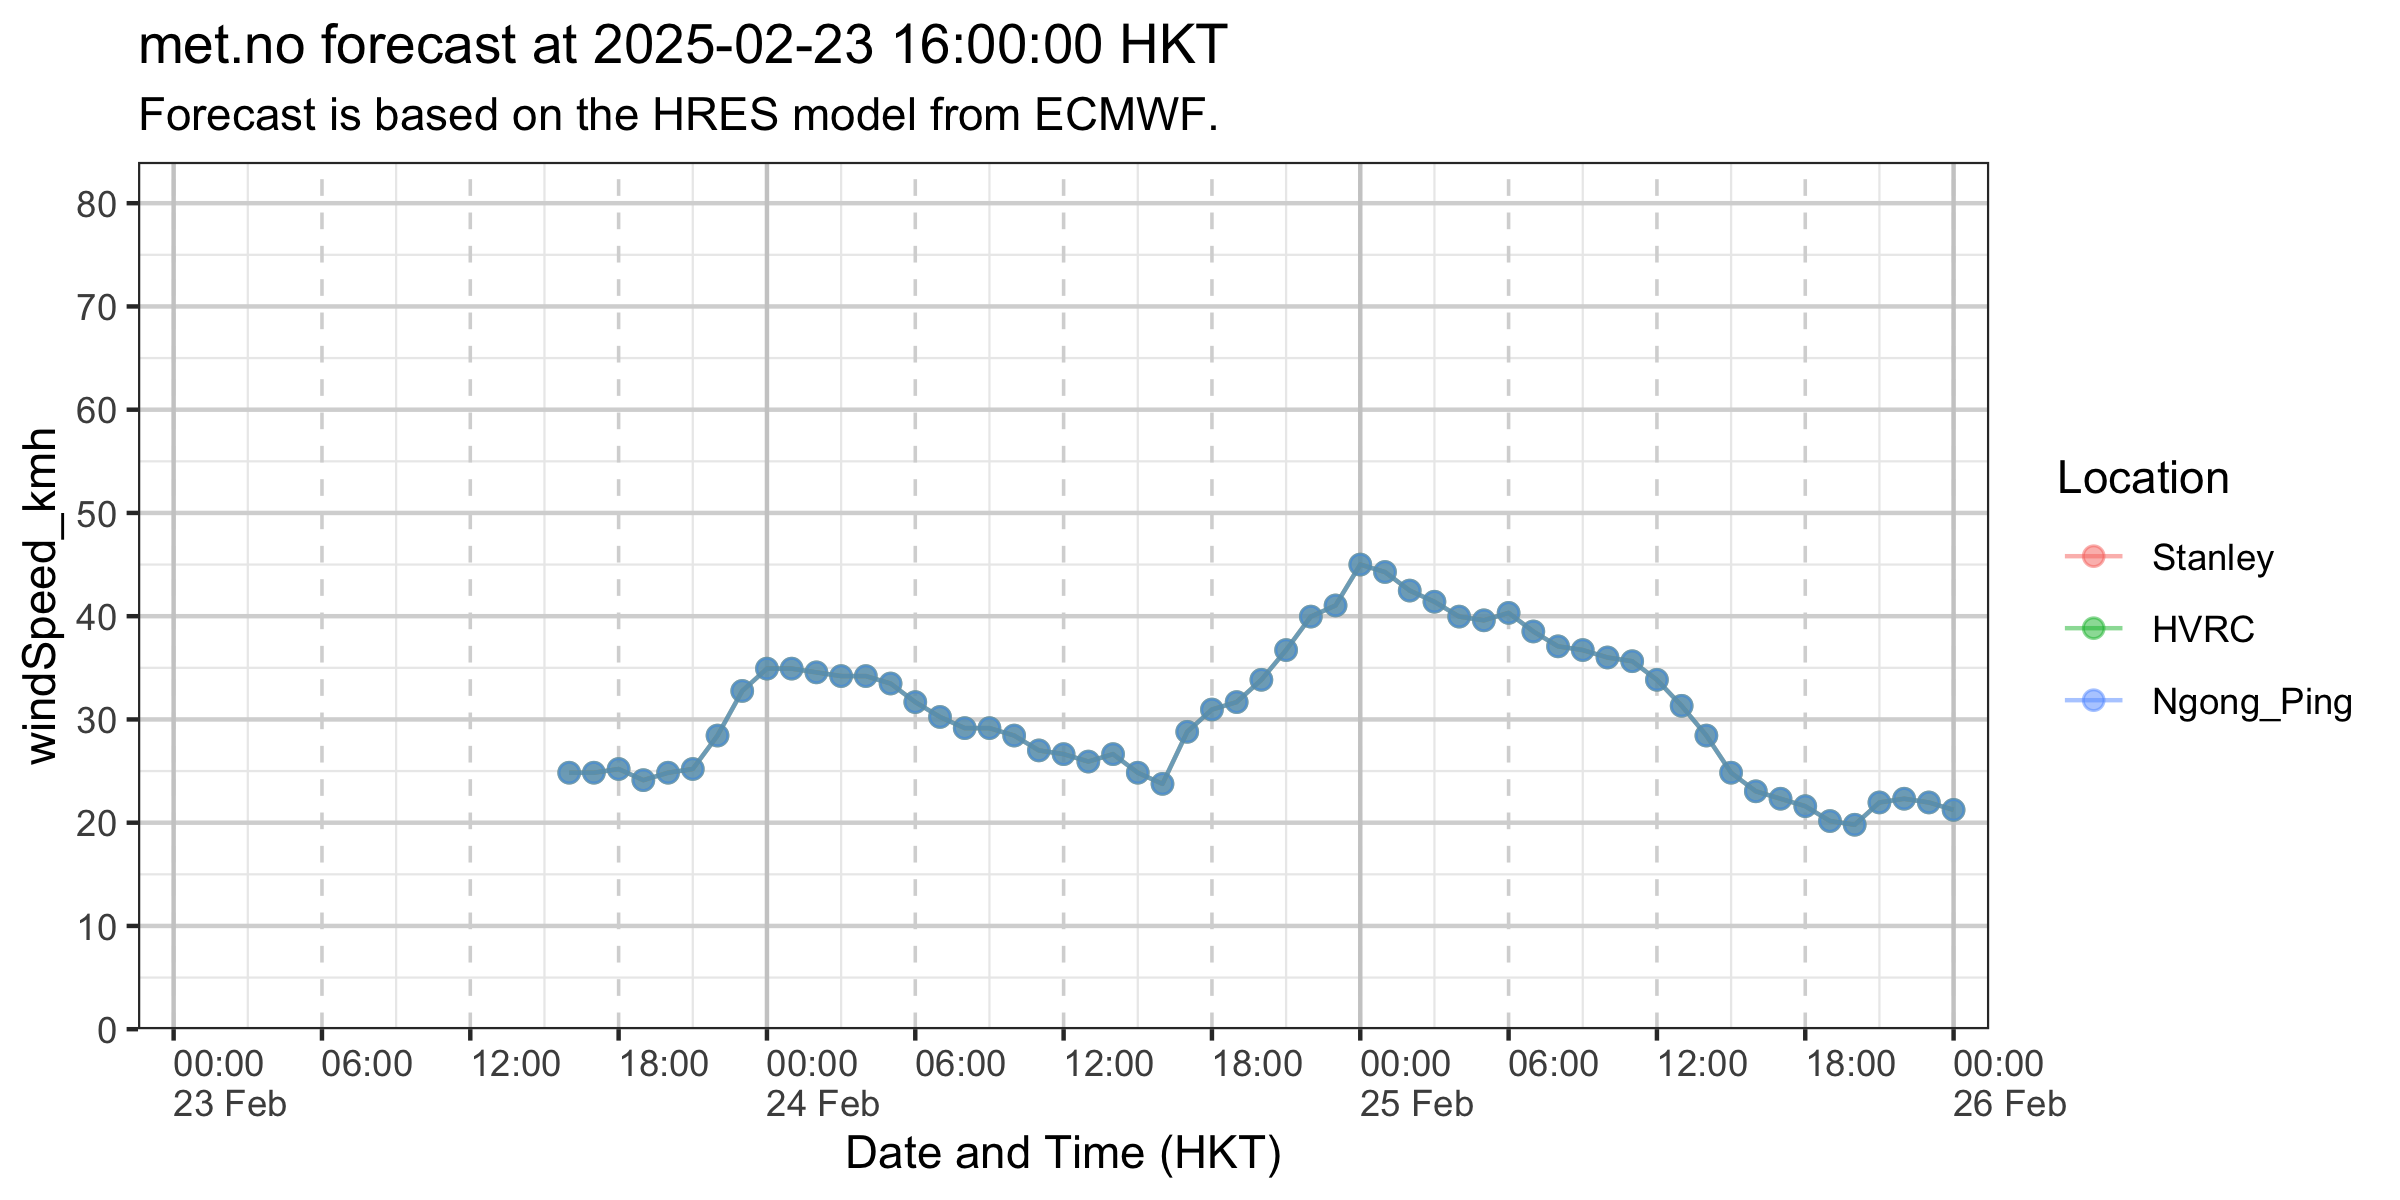 met.no forecast at 2025-02-23 16:00:00 HKT
Forecast is based on the HRES model from ECMWF.
windSpeed_kmh
80
70
60
50
40
30
20
10
0
00:00 06:00 12:00 18:00 00:00 06:00 12:00 18:00 00:00 06:00 12:00 18:00 00:00
23 Feb 24 Feb 25 Feb 26 Feb
Date and Time (HKT)
Location
Stanley
HVRC
Ngong_Ping